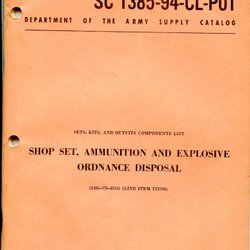 SC 1385-94-CL-P01
DEPARTMENT OF THE ARMY SUPPLY CATALOG
SETS, KITS, AND OUTFITS COMPONENTS LIST
SHOP SET, AMMUNITION AND EXPLOSIVE
ORDNANCE DISPOSAL
(LINE ITEM